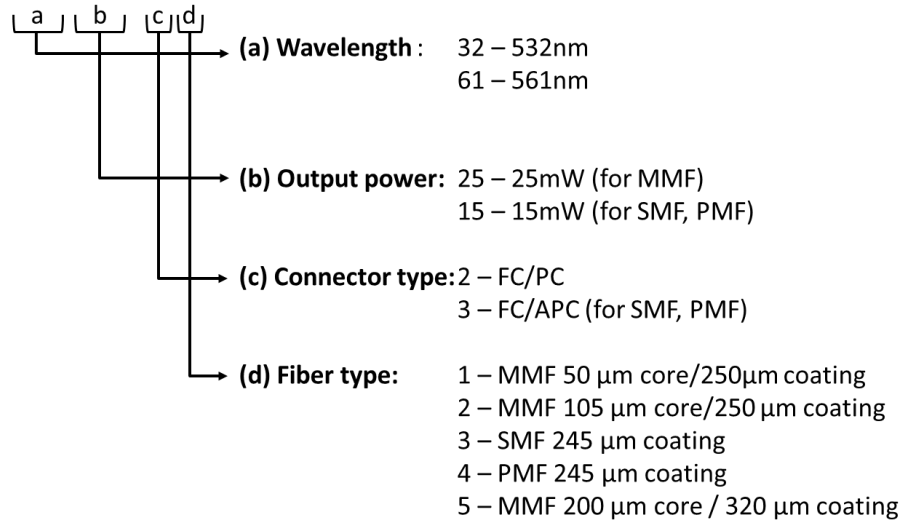 a b c d
(a) Wavelength : 32 – 532nm
61 – 561nm
(b) Output power: 25 – 25mW (for MMF)
15 – 15mW (for SMF, PMF)
(c) Connector type: 2 – FC/PC
3 – FC/APC (for SMF, PMF)
(d) Fiber type: 1 – MMF 50 μm core/250μm coating
2 – MMF 105 μm core/250 μm coating
3 – SMF 245 μm coating
4 – PMF 245 μm coating
5 – MMF 200 μm core / 320 μm coating